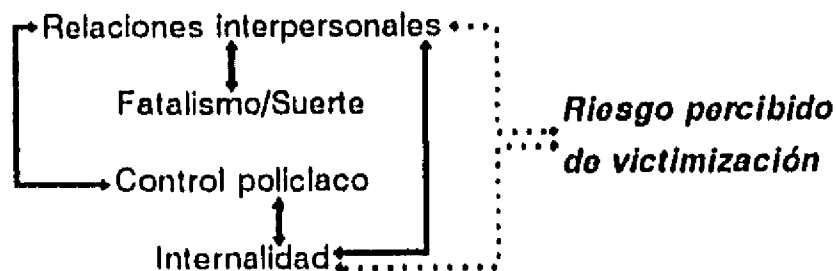 Relaciones interpersonales
Fatalismo/Suerte
Riesgo percibido
de victimización
Control policiaco
Internalidad